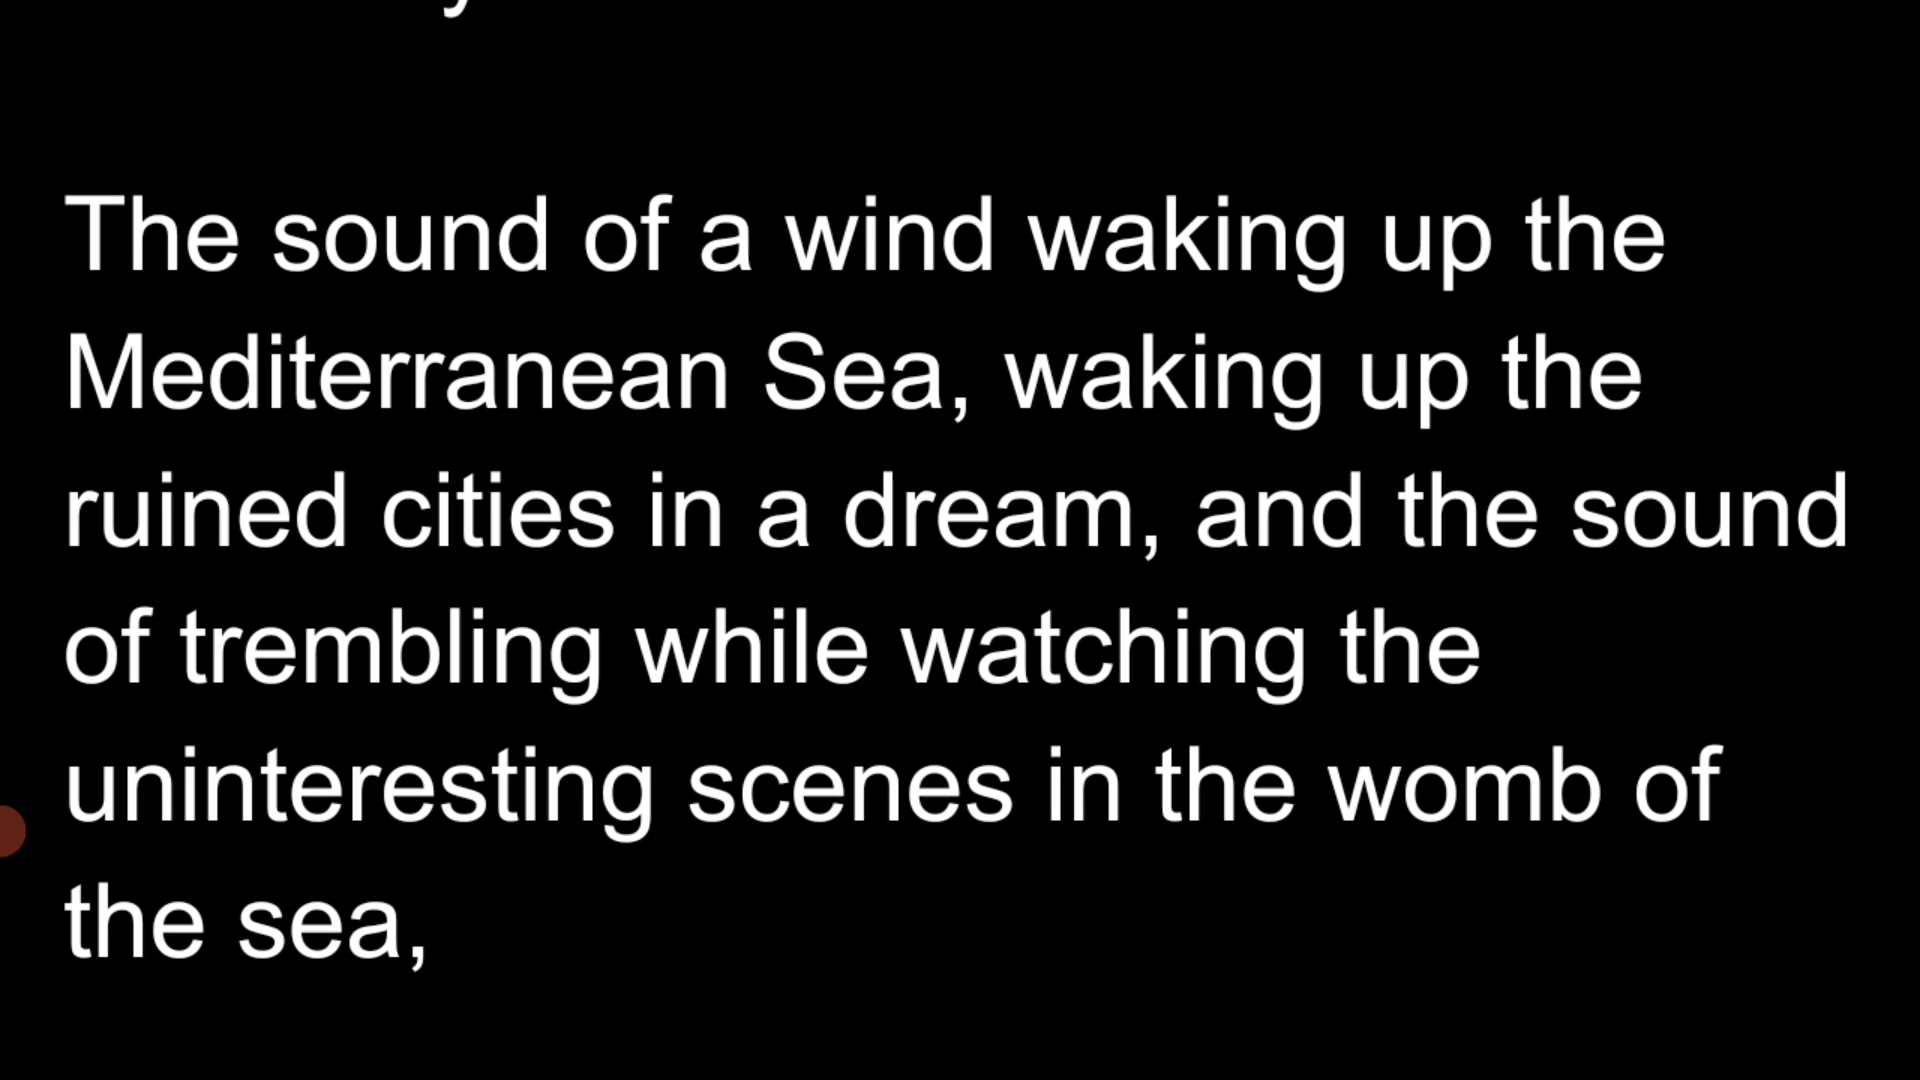 The sound of a wind waking up the
Mediterranean Sea, waking up the
ruined cities in a dream, and the sound
of trembling while watching the
uninteresting scenes in the womb of
the sea,